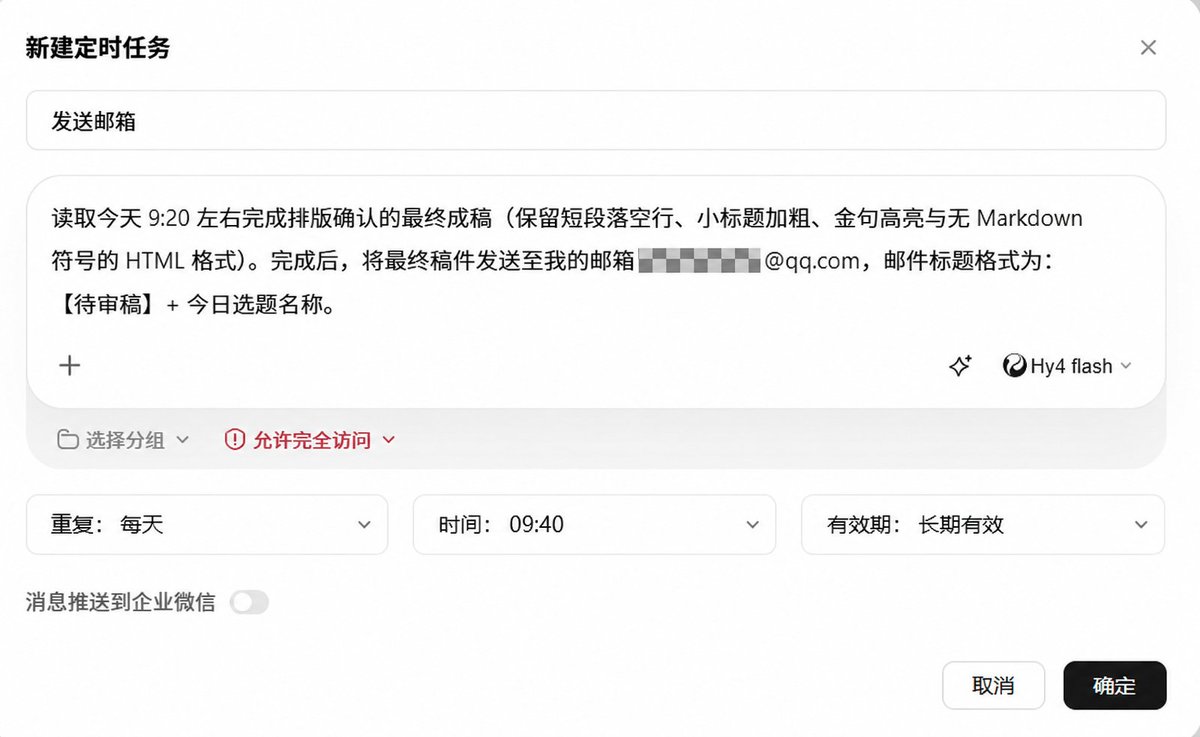 新建定时任务
发送邮箱
读取今天 9:20 左右完成排版确认的最终成稿（保留短段落空行、小标题加粗、金句高亮与无 Markdown
符号的 HTML 格式）。完成后，将最终稿件发送至我的邮箱@qq.com，邮件标题格式为：
【待审稿】+ 今日选题名称。
Hy4 flash
选择分组 允许完全访问
重复： 每天 时间： 09:40 有效期： 长期有效
消息推送到企业微信
取消 确定